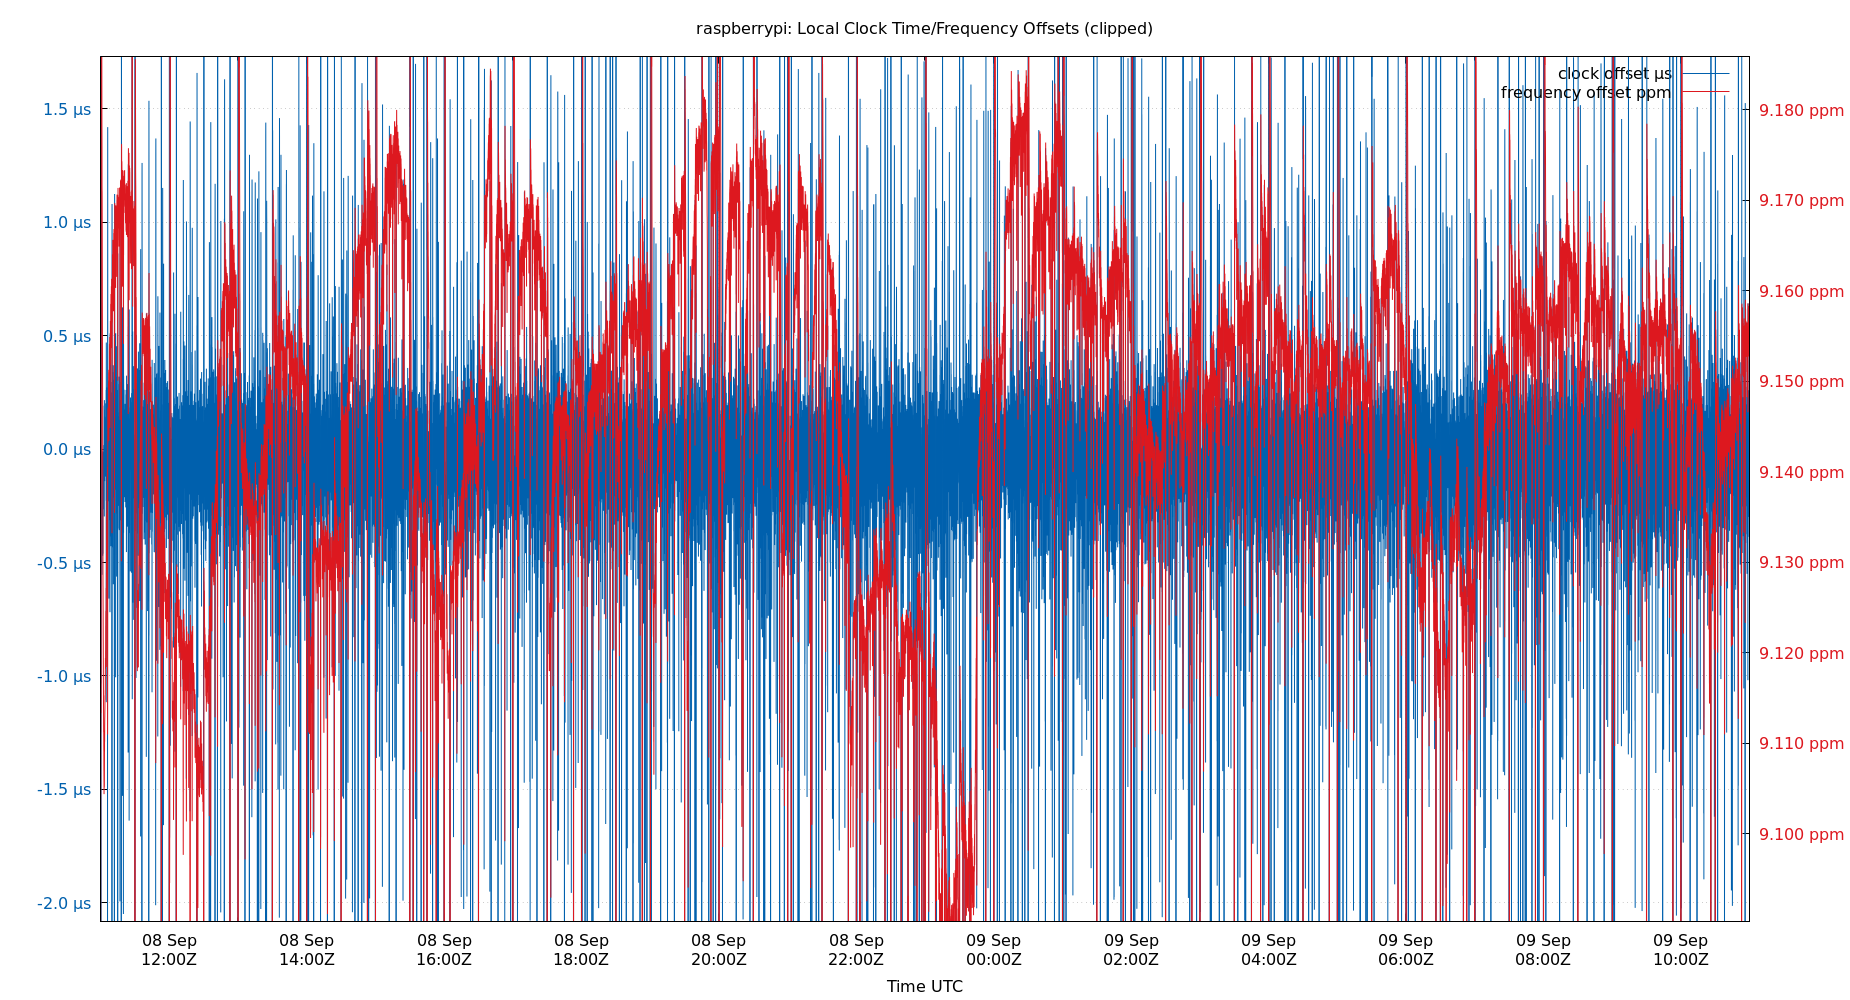 raspberrypi: Local Clock Time/Frequency Offsets (clipped)
clock offset µs
frequency offset ppm
1.5 µs
1.0 µs
0.5 µs
0.0 µs
-0.5 µs
-1.0 µs
-1.5 µs
-2.0 µs
9.180 ppm
9.170 ppm
9.160 ppm
9.150 ppm
9.140 ppm
9.130 ppm
9.120 ppm
9.110 ppm
9.100 ppm
08 Sep 08 Sep 08 Sep 08 Sep 08 Sep 08 Sep 09 Sep 09 Sep 09 Sep 09 Sep 09 Sep 09 Sep
12:00Z 14:00Z 16:00Z 18:00Z 20:00Z 22:00Z 00:00Z 02:00Z 04:00Z 06:00Z 08:00Z 10:00Z
Time UTC